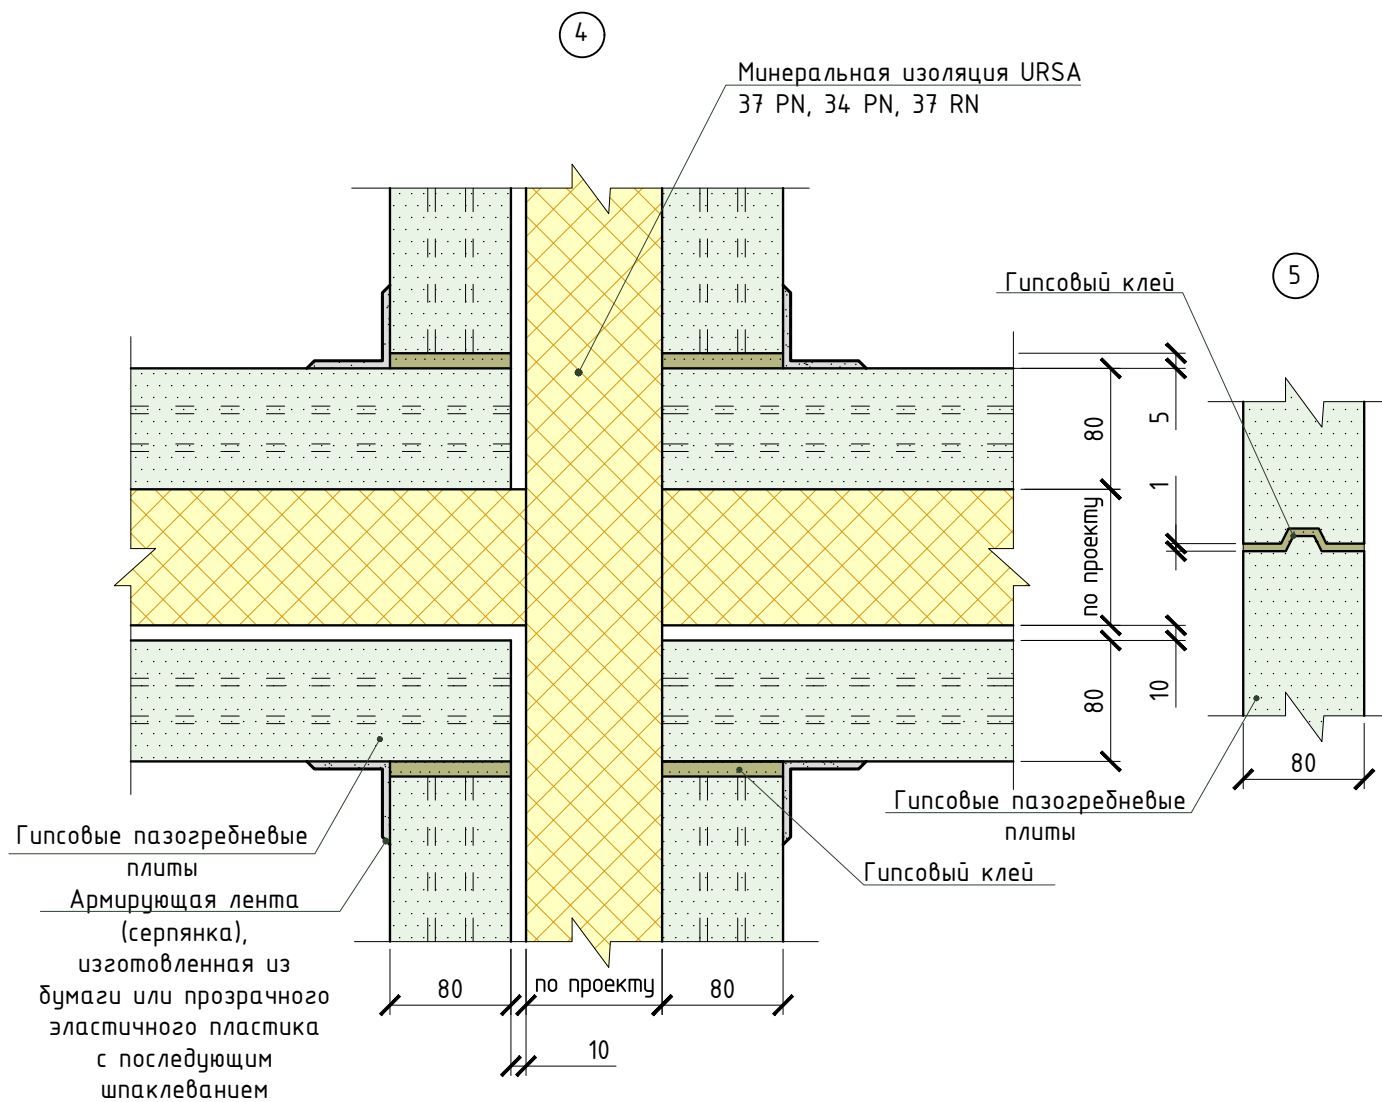 4
Минеральная изоляция URSA
37 PN, 34 PN, 37 RN
Гипсовый клей
5
80
5
1
по проекту
10
80
80
Гипсовые пазогребневые
плиты
Гипсовые пазогребневые
плиты
Гипсовый клей
Армирующая лента
(серпянка),
изготовленная из
бумаги или прозрачного
эластичного пластика
с последующим
шпаклеванием
80
по проекту
80
10